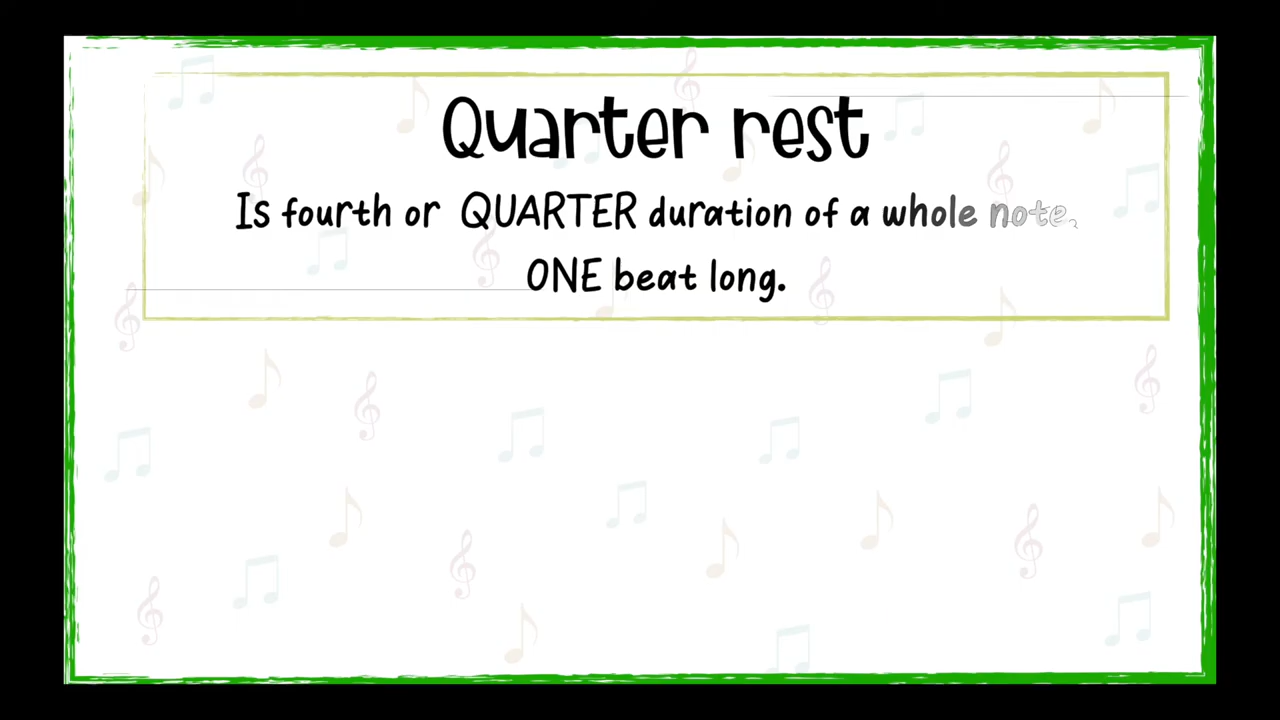 Quarter rest
Is fourth or QUARTER duration of a whole note,
ONE beat long.